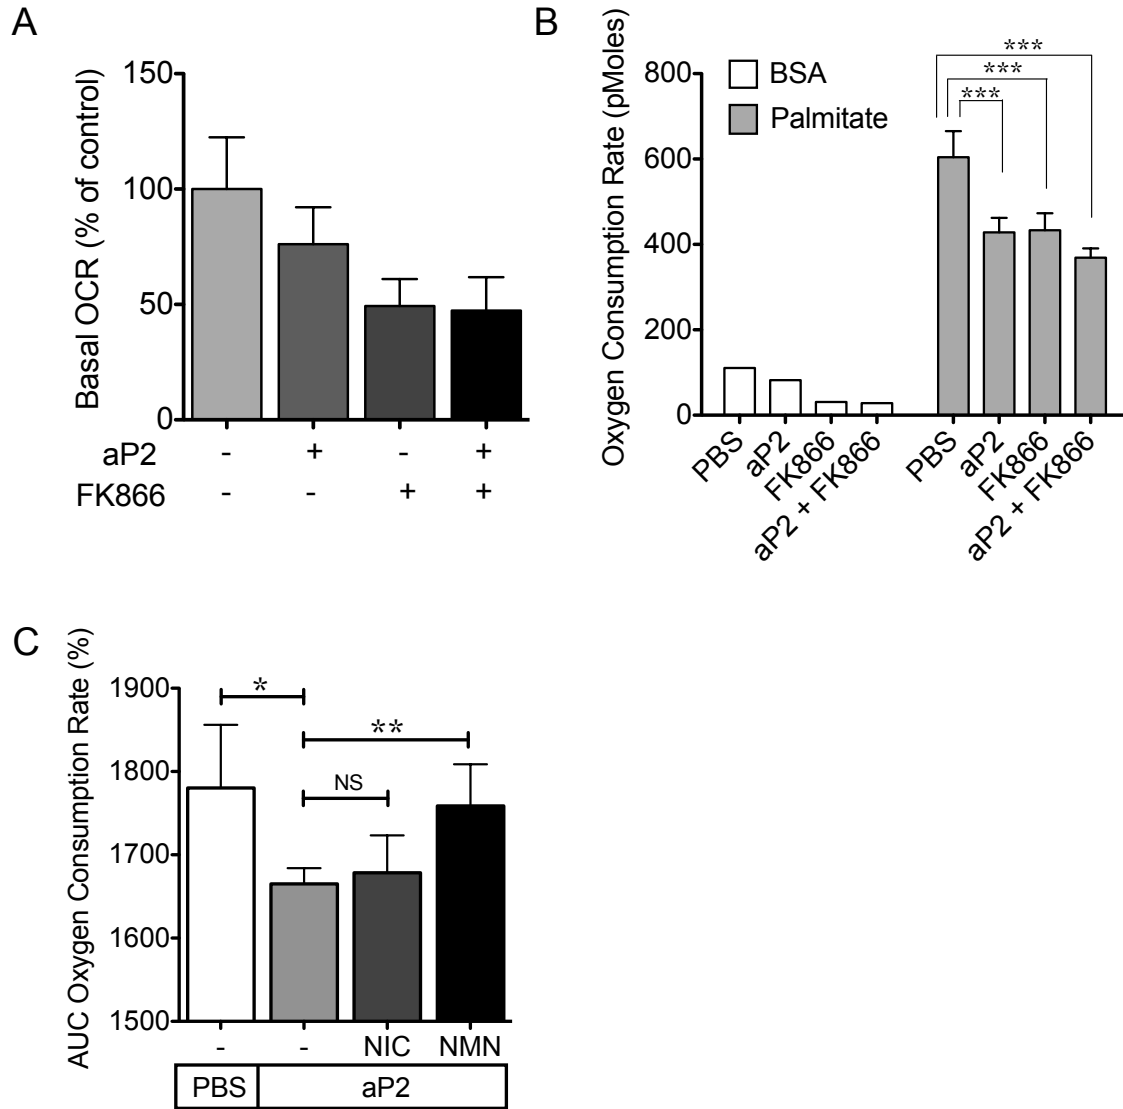 A
Basal OCR (% of control)
150
100
50
0
aP2 - + - +
FK866 - - + +
B
Oxygen Consumption Rate (pMoles)
800
600
400
200
0
BSA
Palmitate
***
***
***
PBS aP2 FK866 aP2 + FK866 PBS aP2 FK866 aP2 + FK866
C
AUC Oxygen Consumption Rate (%)
1900
1800
1700
1600
1500
*
**
NS
- - NIC NMN
PBS aP2